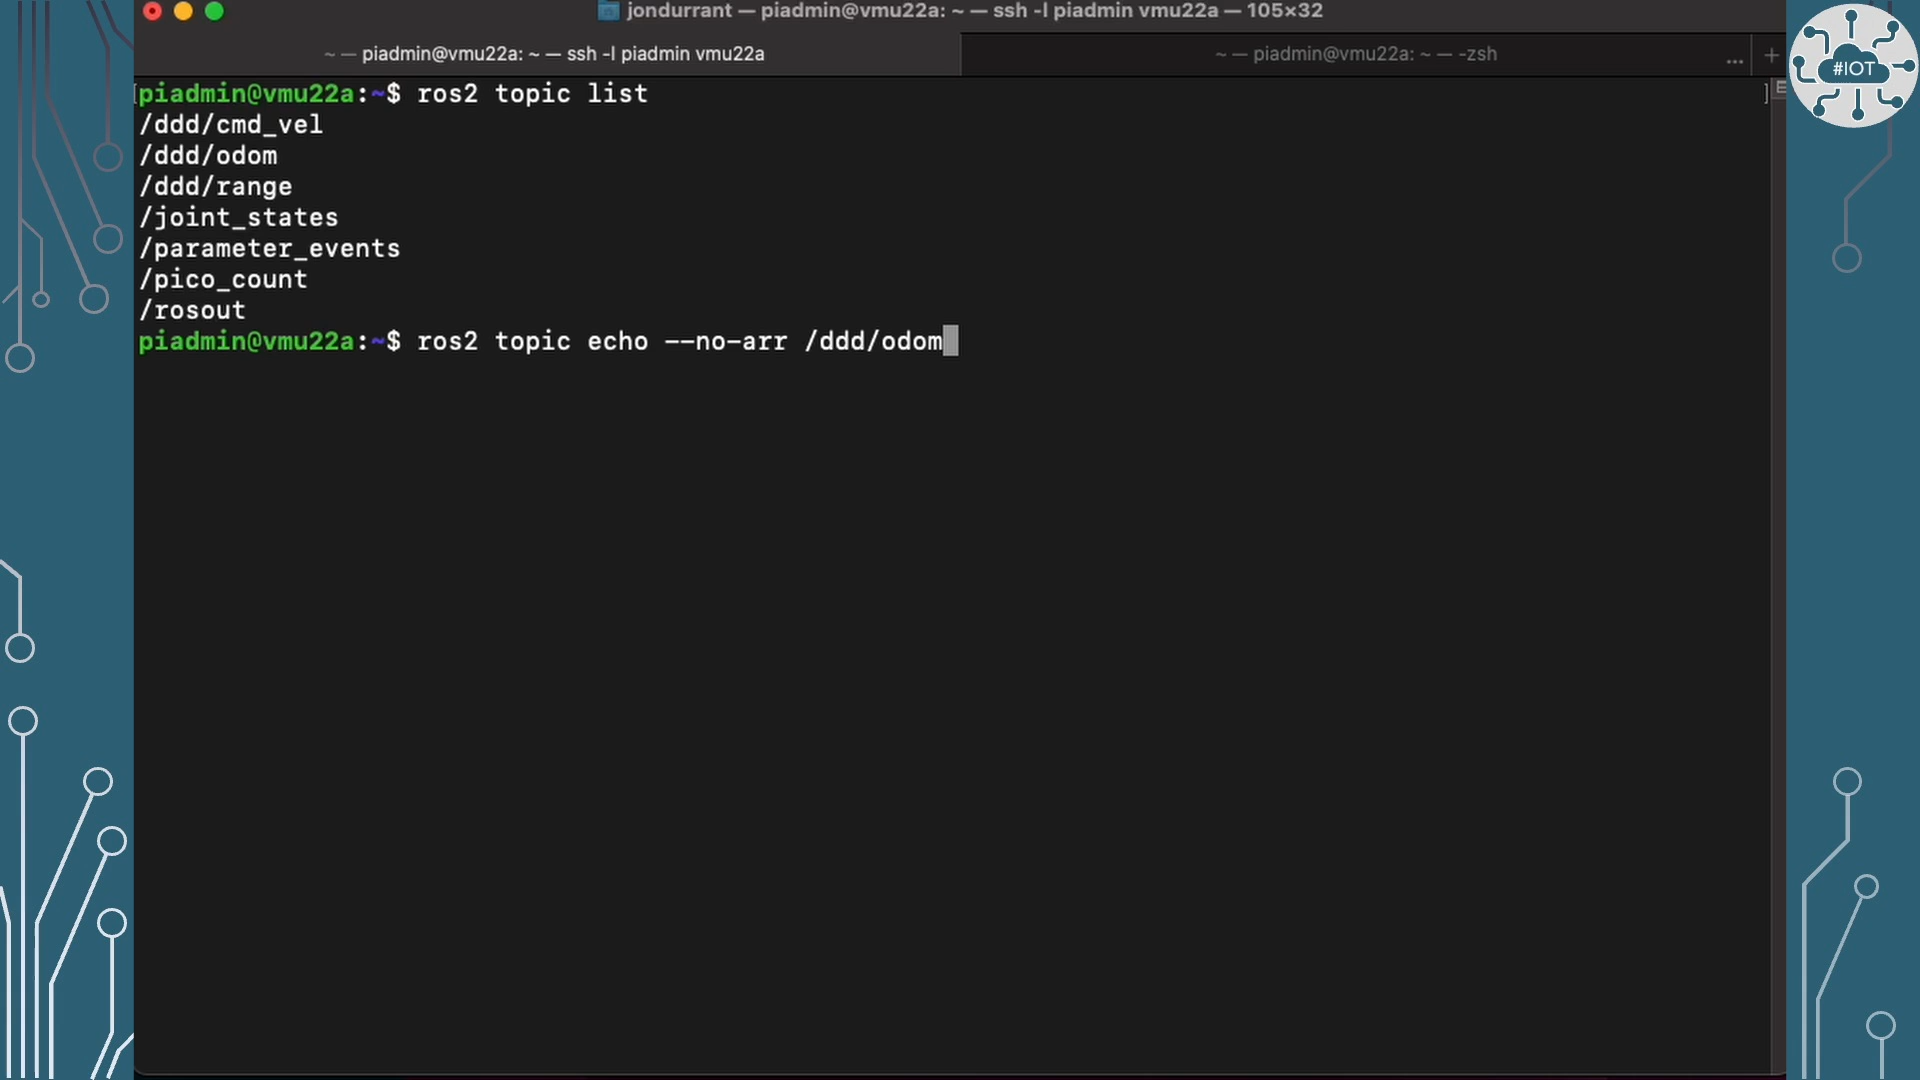 jondurrant — piadmin@vmu22a: ~ — ssh -l piadmin vmu22a — 105×32
~ — piadmin@vmu22a: ~ — ssh -l piadmin vmu22a
~ — piadmin@vmu22a: ~ — -zsh
... +
#IOT
piadmin@vmu22a:~$ ros2 topic list
/ddd/cmd_vel
/ddd/odom
/ddd/range
/joint_states
/parameter_events
/pico_count
/rosout
piadmin@vmu22a:~$ ros2 topic echo --no-arr /ddd/odom